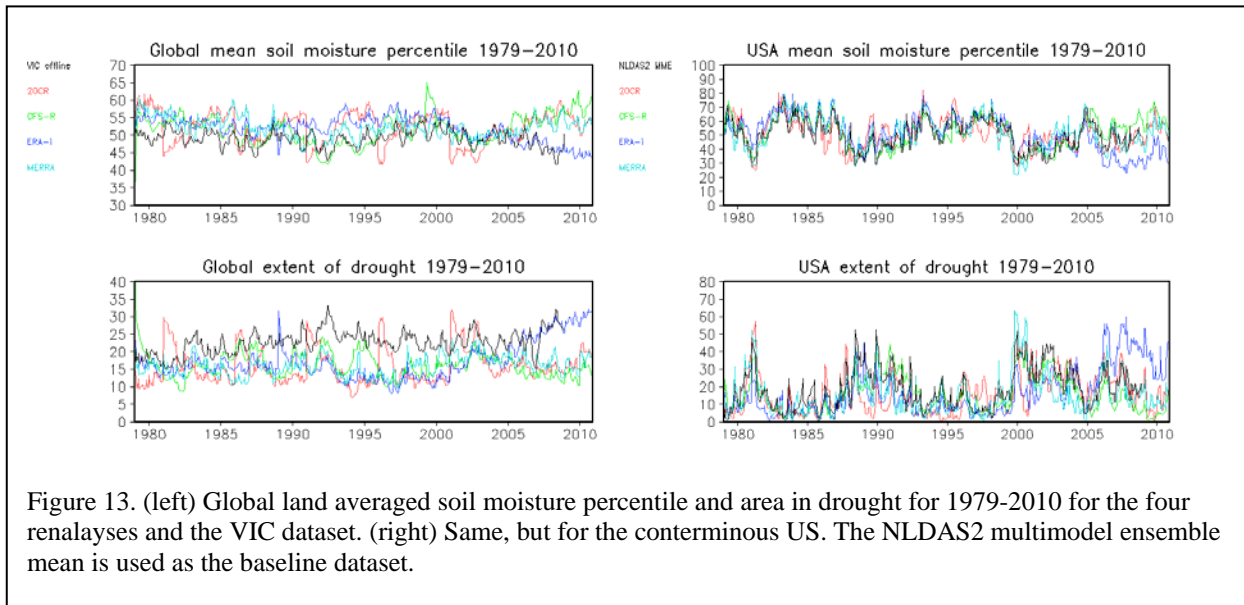 Global mean soil moisture percentile 1979-2010
VIC offline
20CR
CFS-R
ERA-I
MERRA
70
65
60
55
50
45
40
35
30
1980 1985 1990 1995 2000 2005 2010
USA mean soil moisture percentile 1979-2010
NLDAS2 MME
20CR
CFS-R
ERA-I
MERRA
100
90
80
70
60
50
40
30
20
10
0
1980 1985 1990 1995 2000 2005 2010
Global extent of drought 1979-2010
40
35
30
25
20
15
10
5
0
1980 1985 1990 1995 2000 2005 2010
USA extent of drought 1979-2010
80
70
60
50
40
30
20
10
0
1980 1985 1990 1995 2000 2005 2010
Figure 13. (left) Global land averaged soil moisture percentile and area in drought for 1979-2010 for the four
renalayses and the VIC dataset. (right) Same, but for the conterminous US. The NLDAS2 multimodel ensemble
mean is used as the baseline dataset.